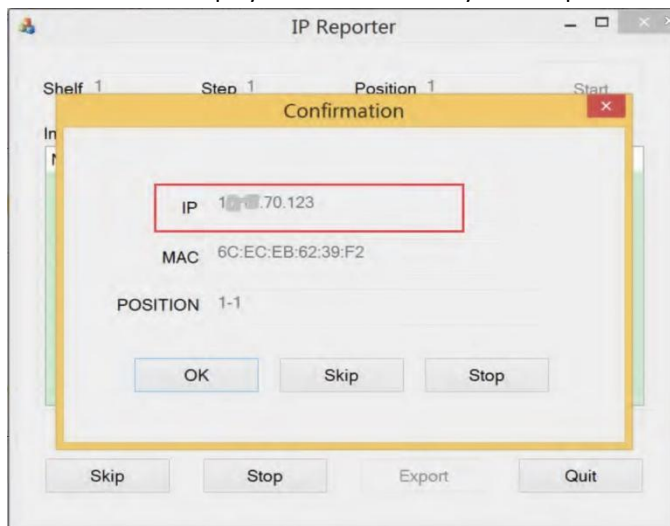 IP Reporter
Shelf 1 Step 1 Position 1 Start
Confirmation
In
IP .70.123
MAC 6C:EC:EB:62:39:F2
POSITION 1-1
OK Skip Stop
Skip Stop Export Quit